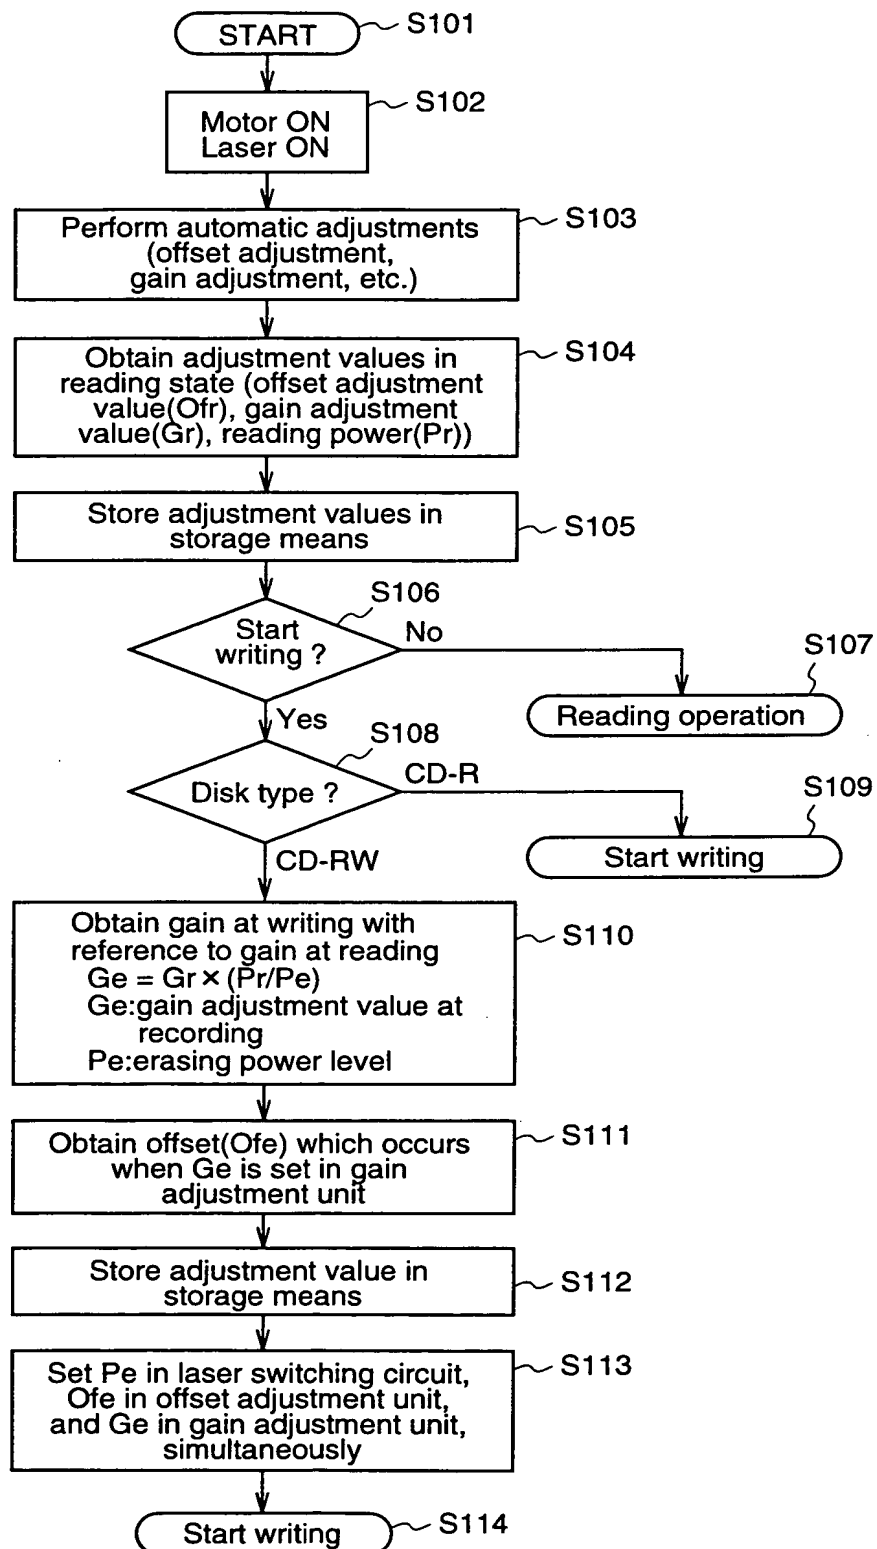 START
S101
Motor ON
Laser ON
S102
Perform automatic adjustments
(offset adjustment,
gain adjustment, etc.)
S103
Obtain adjustment values in
reading state (offset adjustment
value(Ofr), gain adjustment
value(Gr), reading power(Pr))
S104
Store adjustment values in
storage means
S105
S106
Start
writing ?
No
S107
Reading operation
Yes
S108
Disk type ?
CD-R
S109
Start writing
CD-RW
Obtain gain at writing with
reference to gain at reading
Ge = Gr × (Pr/Pe)
Ge:gain adjustment value at
recording
Pe:erasing power level
S110
Obtain offset(Ofe) which occurs
when Ge is set in gain
adjustment unit
S111
Store adjustment value in
storage means
S112
Set Pe in laser switching circuit,
Ofe in offset adjustment unit,
and Ge in gain adjustment unit,
simultaneously
S113
Start writing
S114